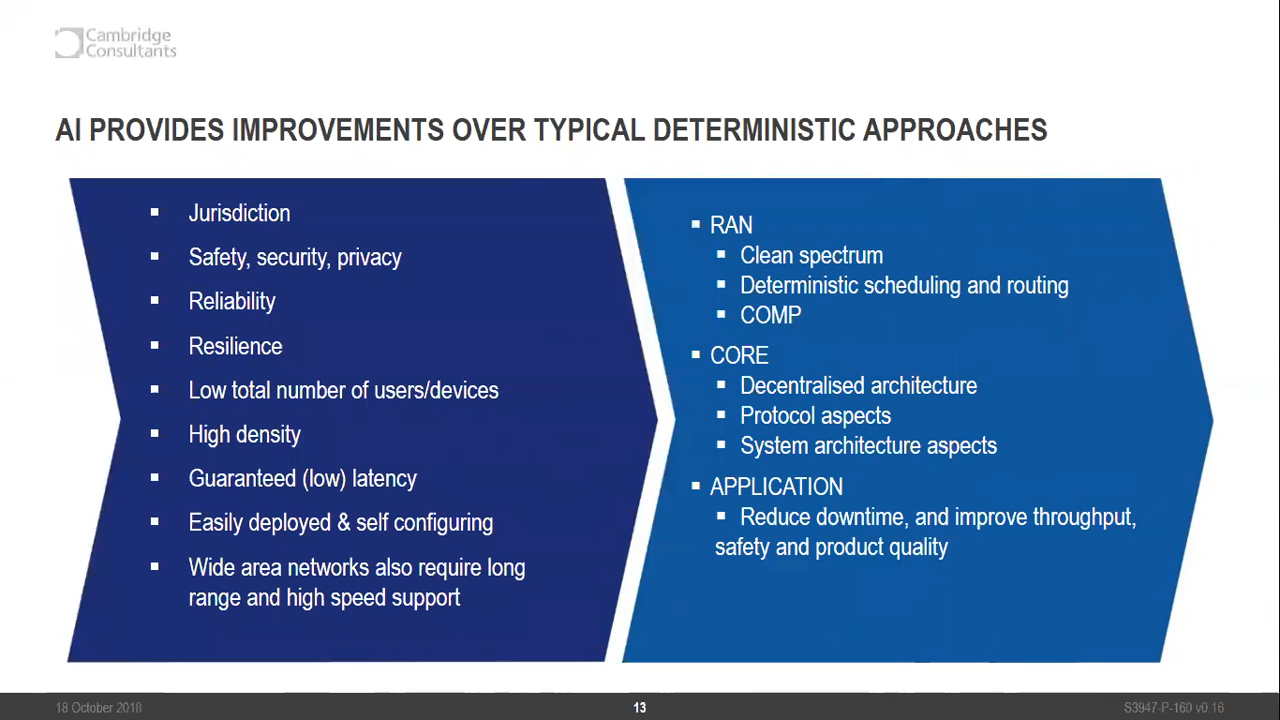 Cambridge
Consultants
AI PROVIDES IMPROVEMENTS OVER TYPICAL DETERMINISTIC APPROACHES
Jurisdiction
Safety, security, privacy
Reliability
Resilience
Low total number of users/devices
High density
Guaranteed (low) latency
Easily deployed & self configuring
Wide area networks also require long
range and high speed support
RAN
Clean spectrum
Deterministic scheduling and routing
COMP
CORE
Decentralised architecture
Protocol aspects
System architecture aspects
APPLICATION
Reduce downtime, and improve throughput,
safety and product quality
18 October 2018
13
S3947-P-160 v0.16